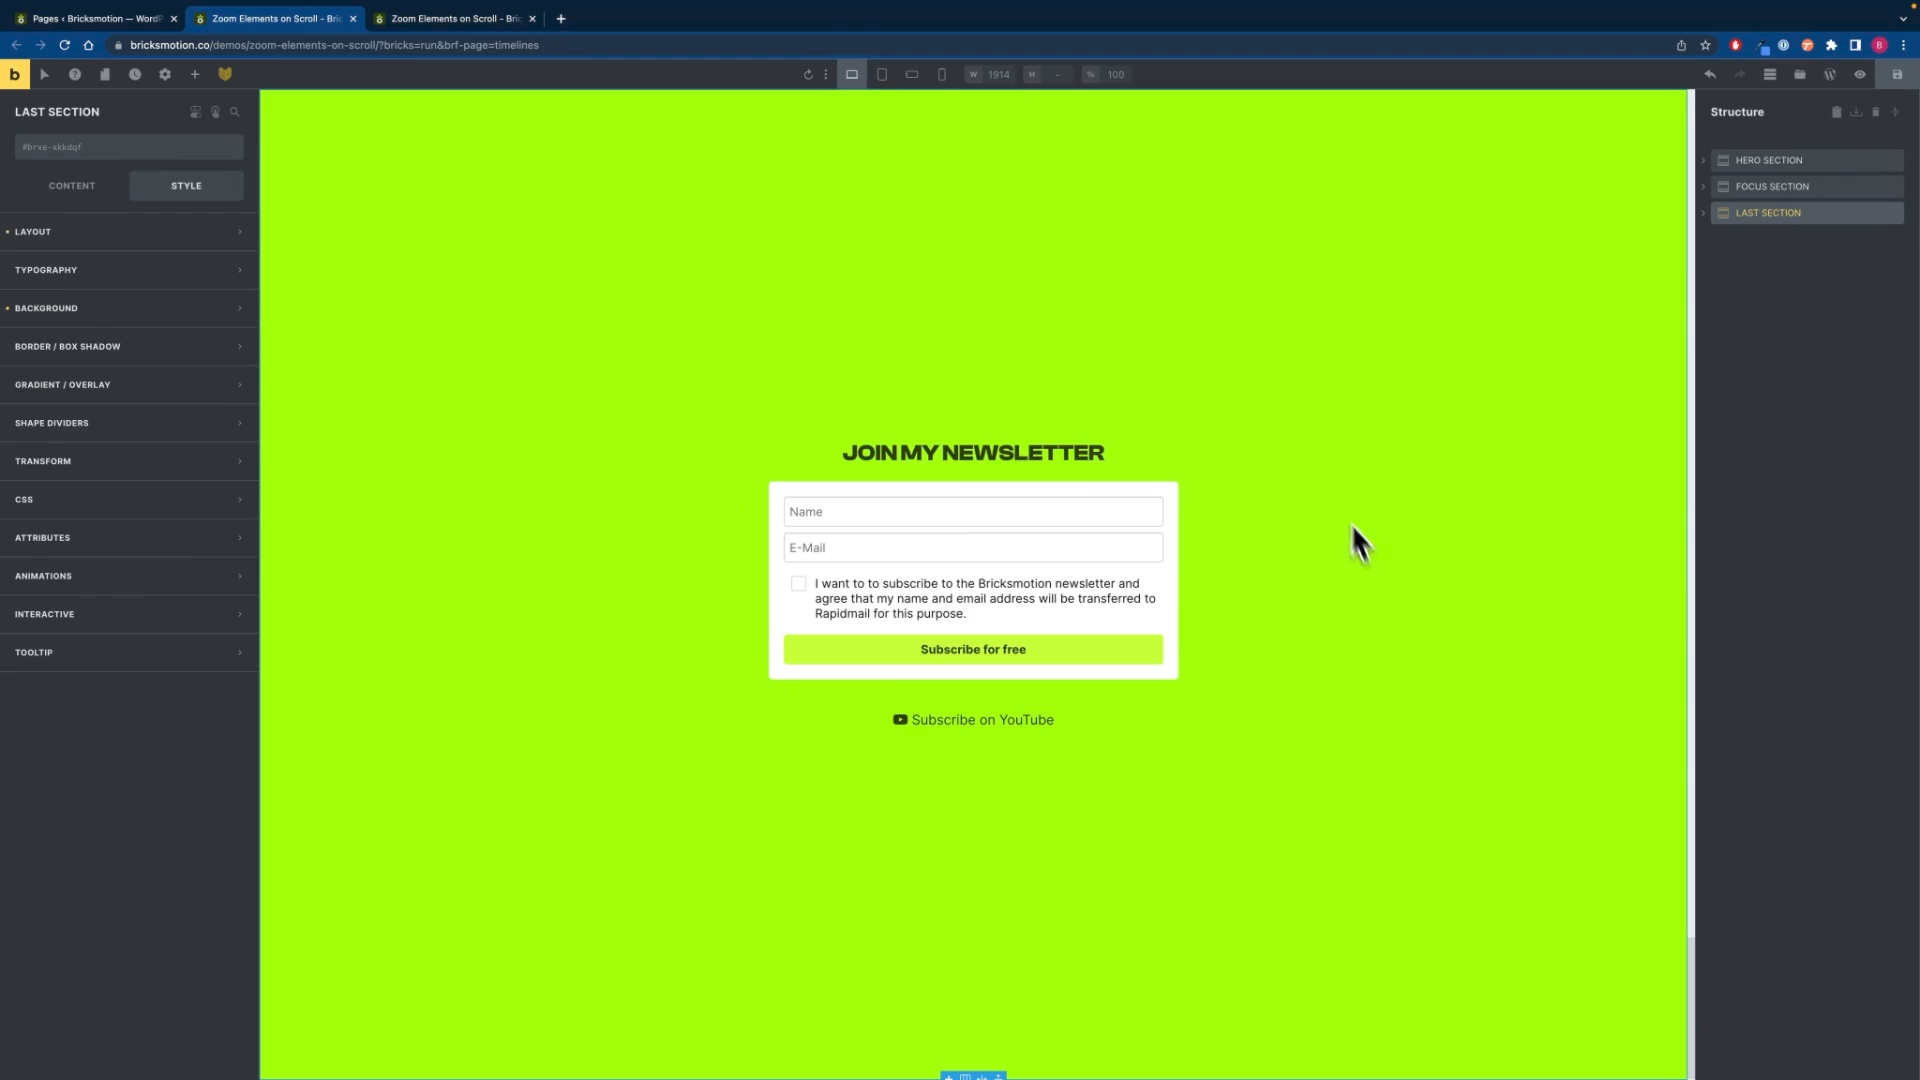 Pages ‹ Bricksmotion — WordP
Zoom Elements on Scroll - Bric
Zoom Elements on Scroll - Bric
bricksmotion.co/demos/zoom-elements-on-scroll/?bricks=run&brf-page=timelines
B
b
W 1914 H - % 100
LAST SECTION
#brxe-xkkdqf
CONTENT
STYLE
LAYOUT
TYPOGRAPHY
BACKGROUND
BORDER / BOX SHADOW
GRADIENT / OVERLAY
SHAPE DIVIDERS
TRANSFORM
CSS
ATTRIBUTES
ANIMATIONS
INTERACTIVE
TOOLTIP
JOIN MY NEWSLETTER
Name
E-Mail
I want to to subscribe to the Bricksmotion newsletter and
agree that my name and email address will be transferred to
Rapidmail for this purpose.
Subscribe for free
Subscribe on YouTube
Structure
HERO SECTION
FOCUS SECTION
LAST SECTION